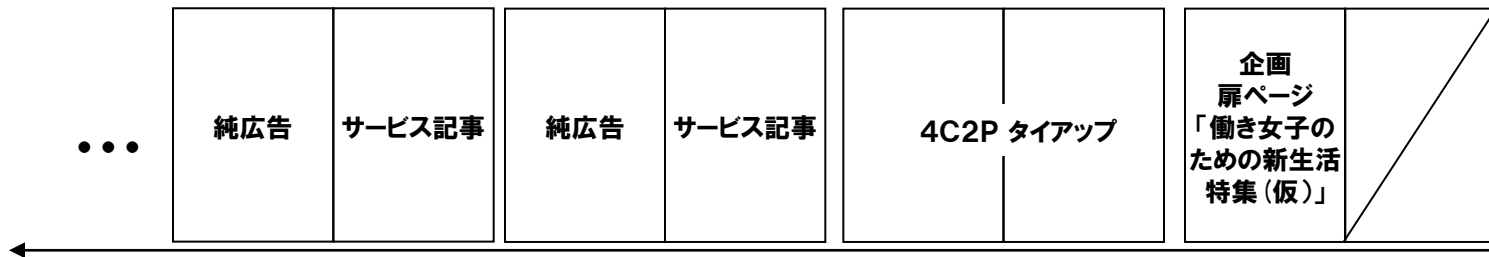 •••
純広告
サービス記事
純広告
サービス記事
4C2P タイアップ
企画
扉ページ
「働き女子の
ための新生活
特集(仮)」